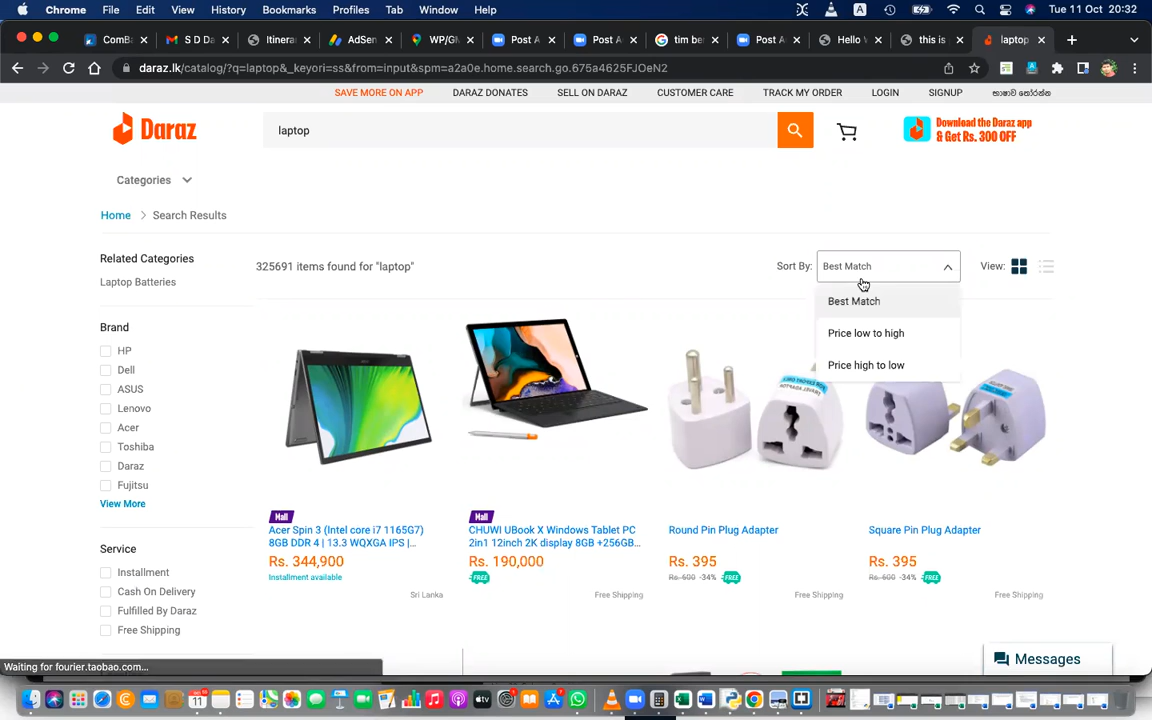 Chrome File Edit View History Bookmarks Profiles Tab Window Help A Tue 11 Oct 20:32
ComBa S D Da Itinera AdSen WP/GN Post A Post A tim be Post A Hello V this is laptop
daraz.lk/catalog/?q=laptop&_keyori=ss&from=input&spm=a2a0e.home.search.go.675a4625FJOeN2
SAVE MORE ON APP DARAZ DONATES SELL ON DARAZ CUSTOMER CARE TRACK MY ORDER LOGIN SIGNUP භාෂාව තෝරන්න
Daraz
laptop
Download the Daraz app
& Get Rs. 300 OFF
Categories
Home Search Results
Related Categories
Laptop Batteries
325691 items found for "laptop"
Sort By: Best Match
View:
Best Match
Price low to high
Price high to low
Brand
HP
Dell
ASUS
Lenovo
Acer
Toshiba
Daraz
Fujitsu
View More
Service
Installment
Cash On Delivery
Fulfilled By Daraz
Free Shipping
Mall
Acer Spin 3 (Intel core i7 1165G7)
8GB DDR 4 | 13.3 WQXGA IPS |...
Rs. 344,900
Installment available
Sri Lanka
Mall
CHUWI UBook X Windows Tablet PC
2in1 12inch 2K display 8GB +256GB...
Rs. 190,000
FREE
Free Shipping
Round Pin Plug Adapter
Rs. 395
Rs. 600 -34% FREE
Free Shipping
Square Pin Plug Adapter
Rs. 395
Rs. 600 -34% FREE
Free Shipping
Waiting for fourier.taobao.com...
Messages